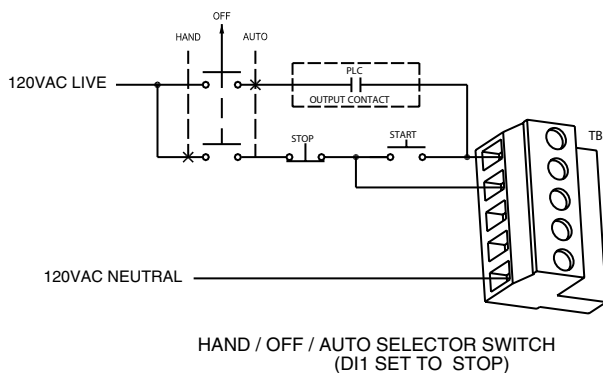 OFF
HAND
AUTO
120VAC LIVE
PLC
OUTPUT CONTACT
STOP
START
TB
120VAC NEUTRAL
HAND / OFF / AUTO SELECTOR SWITCH
(DI1 SET TO STOP)